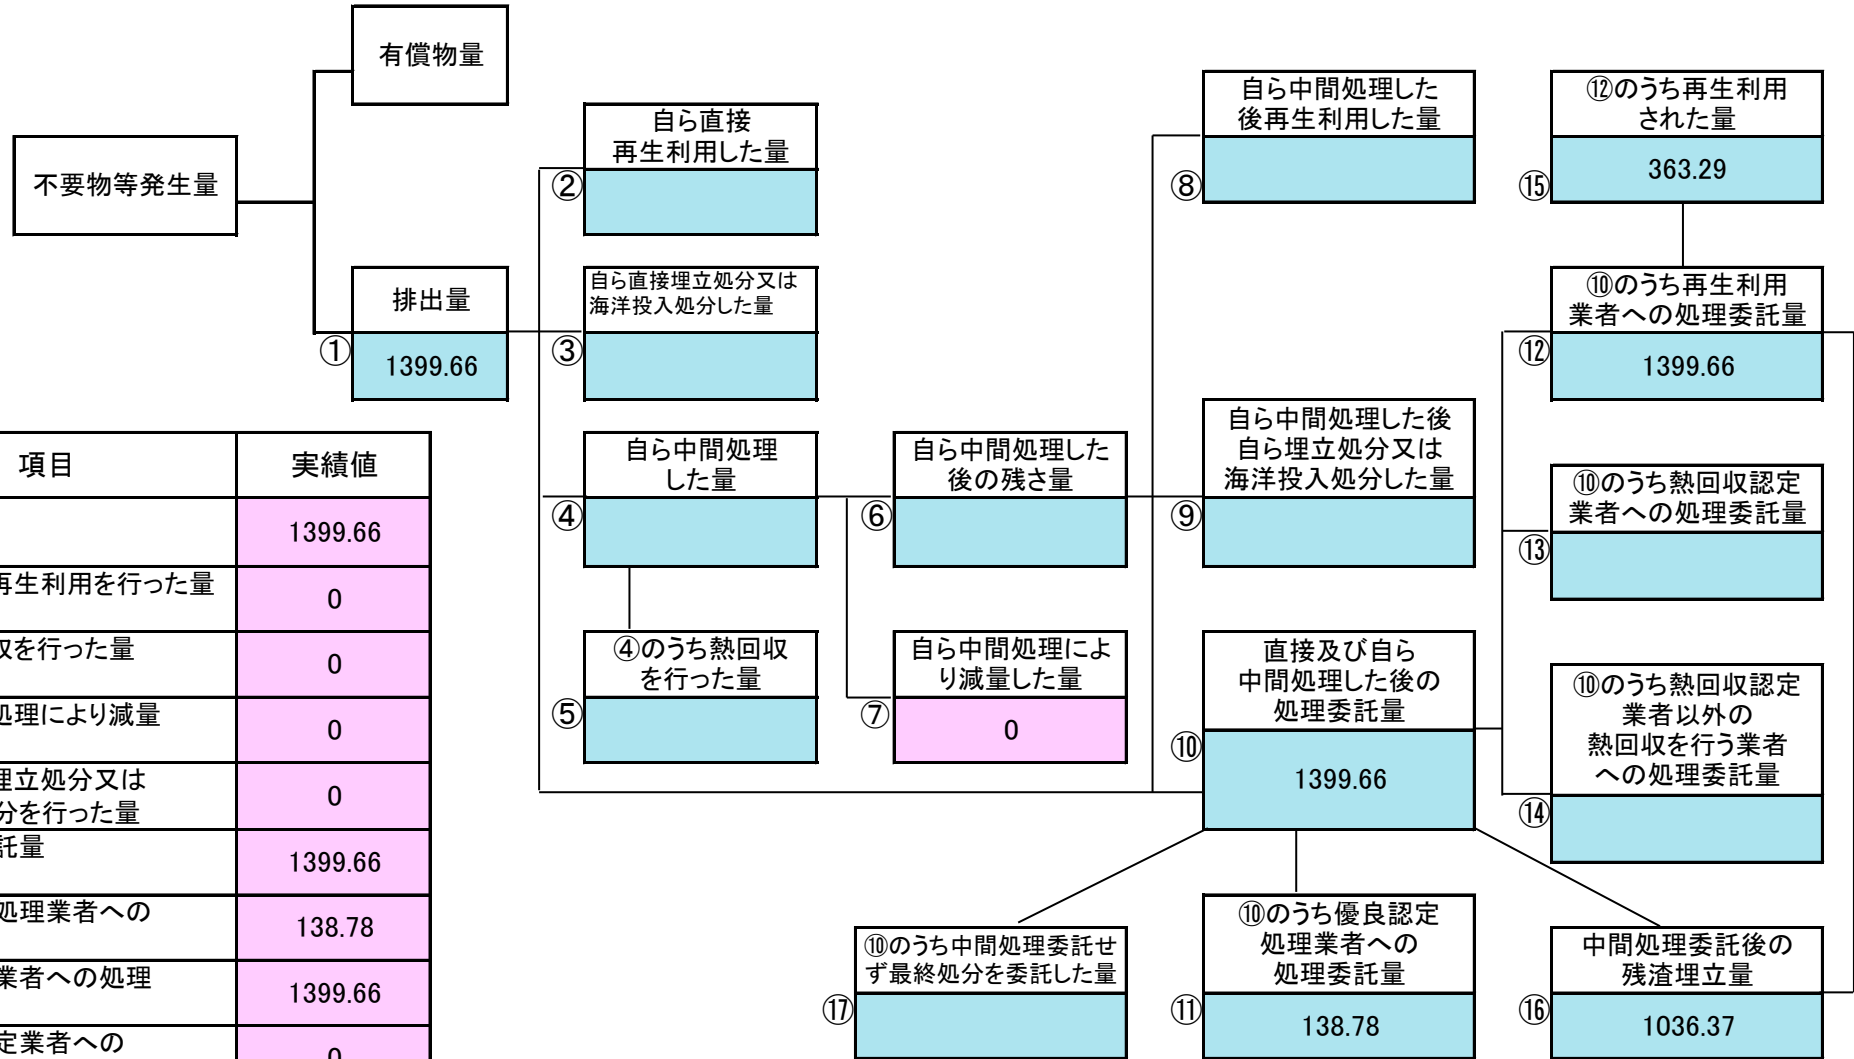 有償物量
不要物等発生量
排出量
①
1399.66
自ら直接
再生利用した量
②
自ら直接埋立処分又は
海洋投入処分した量
③
自ら中間処理
した量
④
④のうち熱回収
を行った量
⑤
自ら中間処理した
後の残さ量
⑥
自ら中間処理によ
り減量した量
⑦
0
自ら中間処理した
後再生利用した量
⑧
自ら中間処理した後
自ら埋立処分又は
海洋投入処分した量
⑨
直接及び自ら
中間処理した後の
処理委託量
⑩
1399.66
⑫のうち再生利用
された量
⑮
363.29
⑩のうち再生利用
業者への処理委託量
⑫
1399.66
⑩のうち熱回収認定
業者への処理委託量
⑬
⑩のうち熱回収認定
業者以外の
熱回収を行う業者
への処理委託量
⑭
⑩のうち中間処理委託せ
ず最終処分を委託した量
⑰
⑩のうち優良認定
処理業者への
処理委託量
⑪
138.78
中間処理委託後の
残渣埋立量
⑯
1036.37
項目 実績値
1399.66
再生利用を行った量 0
収を行った量 0
処理により減量 0
埋立処分又は
分を行った量 0
託量 1399.66
処理業者への 138.78
業者への処理 1399.66
定業者への 0